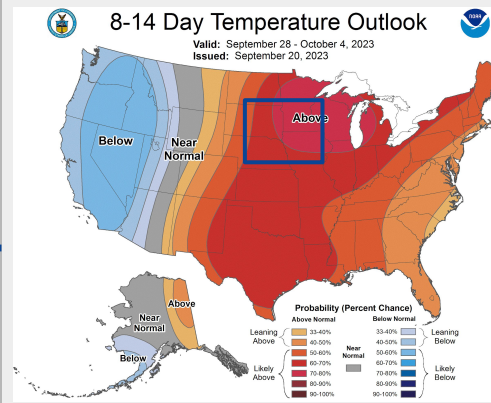 8-14 Day Temperature Outlook
Valid: September 28 - October 4, 2023
Issued: September 20, 2023
NOAA
Below
Near
Normal
Above
Above
Near
Normal
Below
Probability (Percent Chance)
Above Normal
Below Normal
Leaning
Above
33-40%
40-50%
50-60%
Likely
Above
60-70%
70-80%
80-90%
90-100%
Near
Normal
33-40%
40-50%
Leaning
Below
50-60%
60-70%
70-80%
80-90%
90-100%
Likely
Below